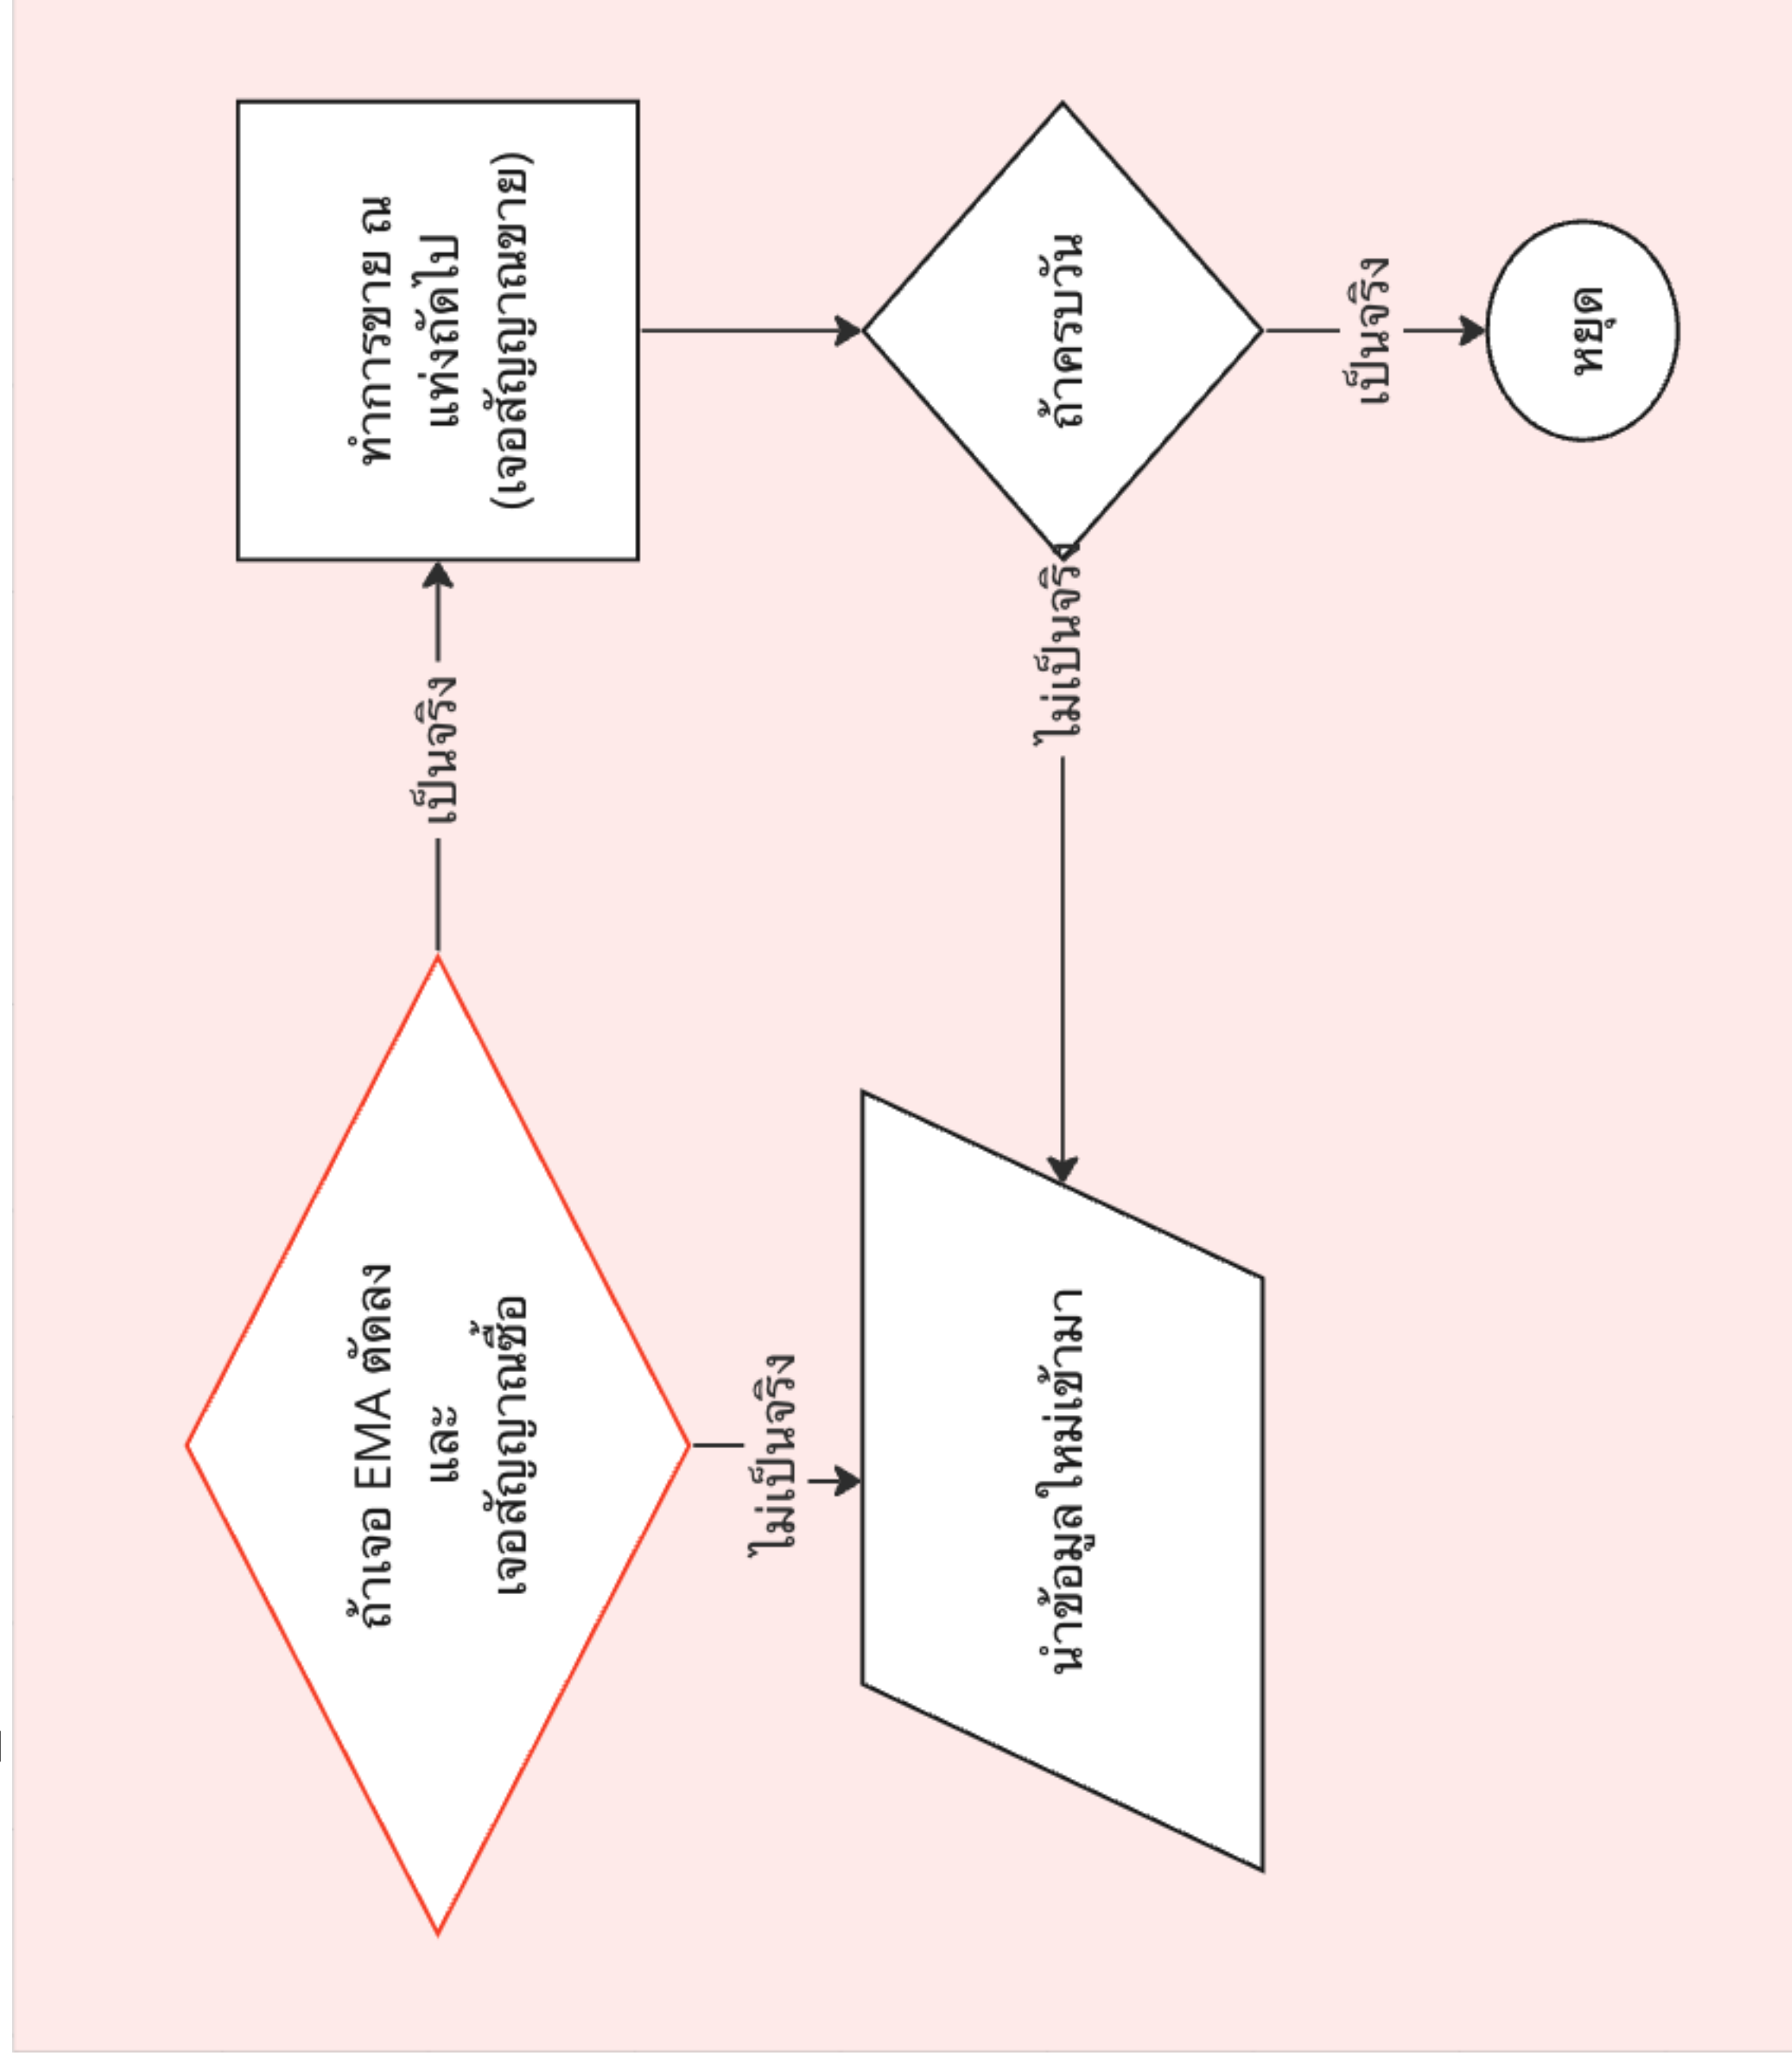 ถ้าเจอ EMA ตัดลง
และ
เจอสัญญาณซื้อ
เป็นจริง
ทำการขาย ณ
แท่งถัดไป
(เจอสัญญาณขาย)
ไม่เป็นจริง
นำข้อมูลใหม่เข้ามา
ไม่เป็นจริง
ถ้าครบวัน
เป็นจริง
หยุด